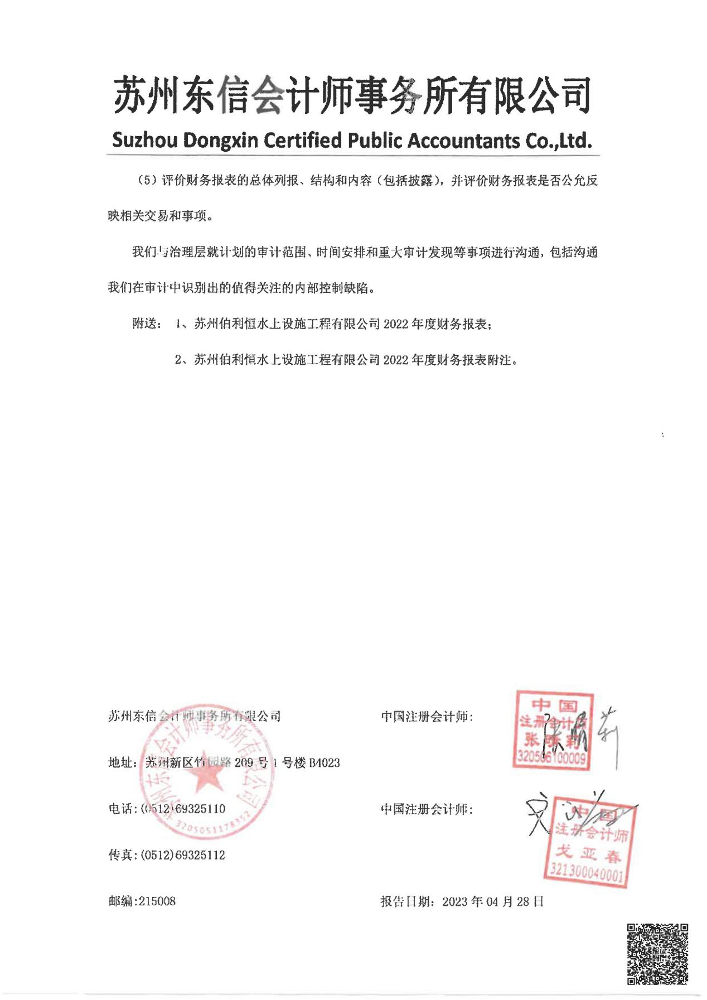 苏州东信会计师事务所有限公司
Suzhou Dongxin Certified Public Accountants Co.,Ltd.
（5）评价财务报表的总体列报、结构和内容（包括披露），并评价财务报表是否公允反
映相关交易和事项。
我们与治理层就计划的审计范围、时间安排和重大审计发现等事项进行沟通，包括沟通
我们在审计中识别出的值得关注的内部控制缺陷。
附送： 1、苏州伯利恒水上设施工程有限公司 2022 年度财务报表；
2、苏州伯利恒水上设施工程有限公司 2022 年度财务报表附注。
苏州东信会计师事务所有限公司
中国注册会计师：
中国
注册会计师
张晓莉
320506100009
苏州东信会计师事务所有限公司
3205051178352
地址：苏州新区竹园路 209 号 1 号楼 B4023
电话:(0512)69325110
中国注册会计师：
中国
注册会计师
戈亚春
321300040001
传真:(0512)69325112
邮编:215008
报告日期：2023 年 04 月 28 日